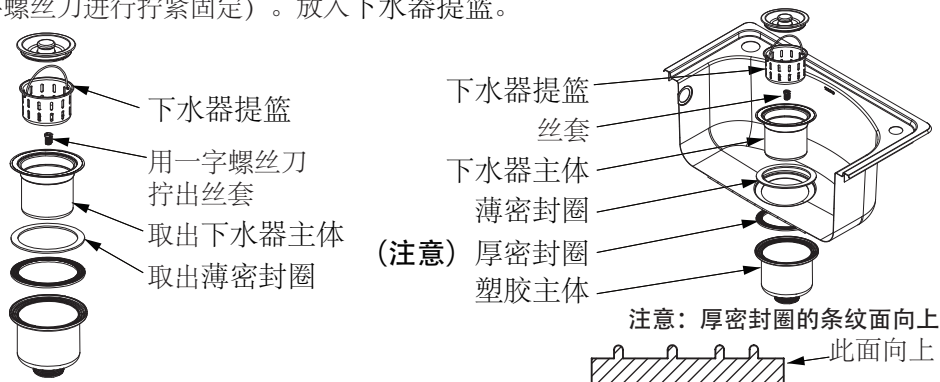 螺丝刀进行拧紧固定）。放入下水器提篮。
下水器提篮
用一字螺丝刀
拧出丝套
取出下水器主体
取出薄密封圈
下水器提篮
丝套
下水器主体
薄密封圈
（注意）厚密封圈
塑胶主体
注意：厚密封圈的条纹面向上
此面向上